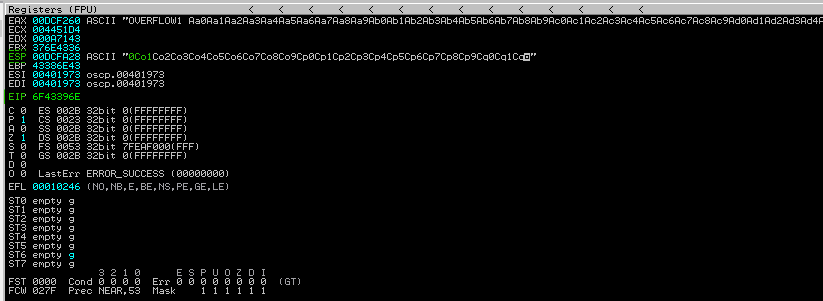 Registers (FPU) < < < < < < < < < < < < <
EAX 00DCF260 ASCII "OVERFLOW1 Aa0Aa1Aa2Aa3Aa4Aa5Aa6Aa7Aa8Aa9Ab0Ab1Ab2Ab3Ab4Ab5Ab6Ab7Ab8Ab9Ac0Ac1Ac2Ac3Ac4Ac5Ac6Ac7Ac8Ac9Ad0Ad1Ad2Ad3Ad4A
ECX 004451D4
EDX 000A7143
EBX 376E4336
ESP 00DCFA28 ASCII "0Co1Co2Co3Co4Co5Co6Co7Co8Co9Cp0Cp1Cp2Cp3Cp4Cp5Cp6Cp7Cp8Cp9Cq0Cq1Cq◘"
EBP 43386E43
ESI 00401973 oscp.00401973
EDI 00401973 oscp.00401973
EIP 6F43396E
C 0 ES 002B 32bit 0(FFFFFFFF)
P 1 CS 0023 32bit 0(FFFFFFFF)
A 0 SS 002B 32bit 0(FFFFFFFF)
Z 1 DS 002B 32bit 0(FFFFFFFF)
S 0 FS 0053 32bit 7FEAF000(FFF)
T 0 GS 002B 32bit 0(FFFFFFFF)
D 0
O 0 LastErr ERROR_SUCCESS (00000000)
EFL 00010246 (NO,NB,E,BE,NS,PE,GE,LE)
ST0 empty g
ST1 empty g
ST2 empty g
ST3 empty g
ST4 empty g
ST5 empty g
ST6 empty g
ST7 empty g
3 2 1 0 E S P U O Z D I
FST 0000 Cond 0 0 0 0 Err 0 0 0 0 0 0 0 0 (GT)
FCW 027F Prec NEAR,53 Mask 1 1 1 1 1 1